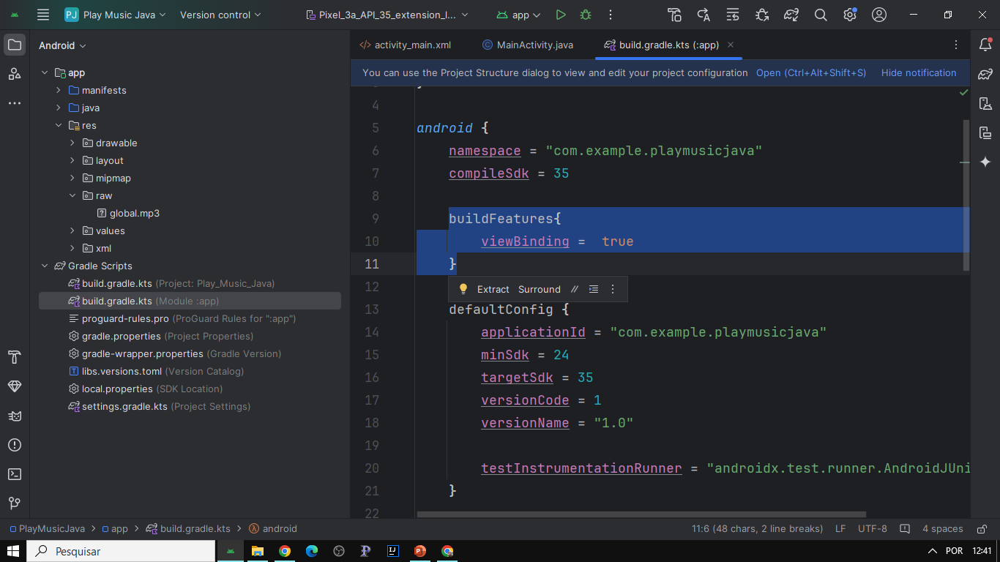 PJ Play Music Java Version control Pixel_3a_API_35_extension_l... app
Android
app
manifests
java
res
drawable
layout
mipmap
raw
global.mp3
values
xml
Gradle Scripts
build.gradle.kts (Project: Play_Music_Java)
build.gradle.kts (Module :app)
proguard-rules.pro (ProGuard Rules for ":app")
gradle.properties (Project Properties)
gradle-wrapper.properties (Gradle Version)
libs.versions.toml (Version Catalog)
local.properties (SDK Location)
settings.gradle.kts (Project Settings)
activity_main.xml MainActivity.java build.gradle.kts (:app)
You can use the Project Structure dialog to view and edit your project configuration Open (Ctrl+Alt+Shift+S) Hide notification
4
5 android {
6 namespace = "com.example.playmusicjava"
7 compileSdk = 35
8
9 buildFeatures{
10 viewBinding =  true
11 }
12 Extract Surround
13 defaultConfig {
14 applicationId = "com.example.playmusicjava"
15 minSdk = 24
16 targetSdk = 35
17 versionCode = 1
18 versionName = "1.0"
19
20 testInstrumentationRunner = "androidx.test.runner.AndroidJUni
21 }
22
PlayMusicJava > app > build.gradle.kts > android 11:6 (48 chars, 2 line breaks) LF UTF-8 4 spaces
Pesquisar POR 12:41